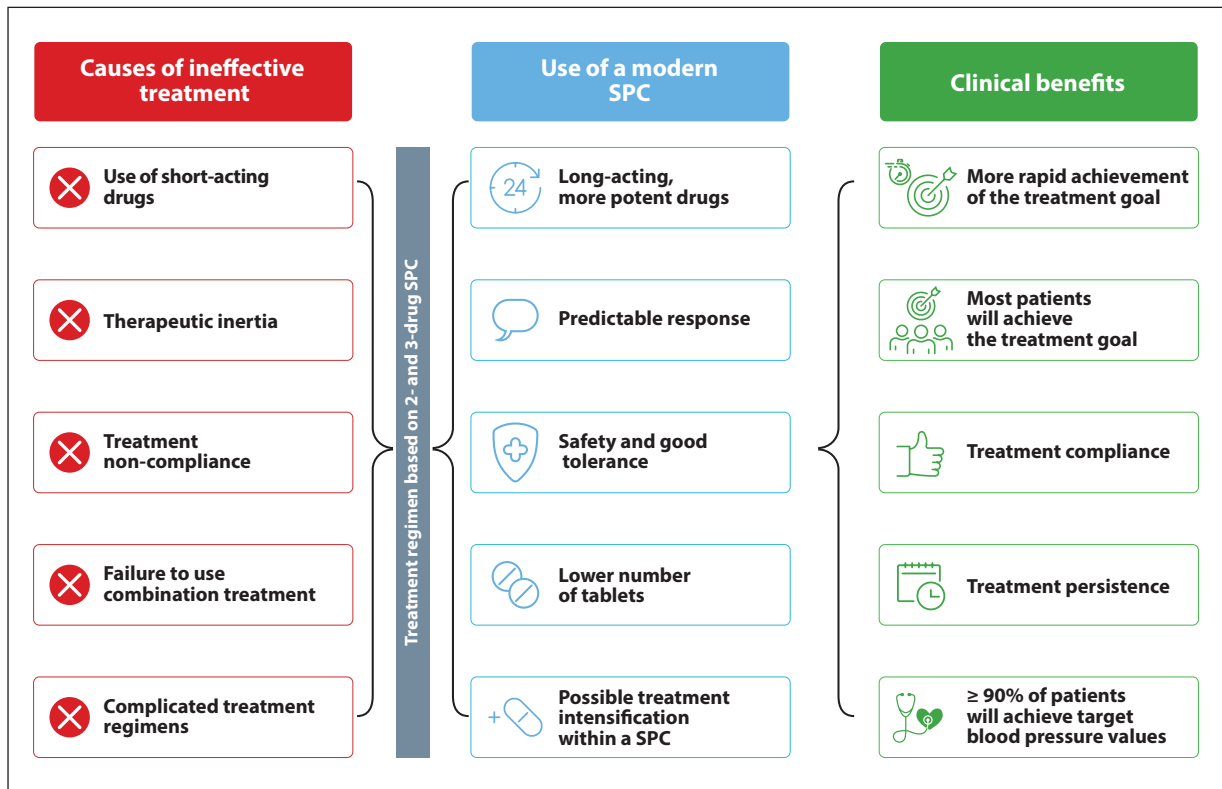 Causes of ineffective
treatment
Use of short-acting
drugs
Therapeutic inertia
Treatment
non-compliance
Failure to use
combination treatment
Complicated treatment
regimens
Treatment regimen based on 2- and 3-drug SPC
Use of a modern
SPC
24
Long-acting,
more potent drugs
Predictable response
Safety and good
tolerance
Lower number
of tablets
+
Possible treatment
intensification
within a SPC
Clinical benefits
More rapid achievement
of the treatment goal
Most patients
will achieve
the treatment goal
Treatment compliance
Treatment persistence
≥ 90% of patients
will achieve target
blood pressure values